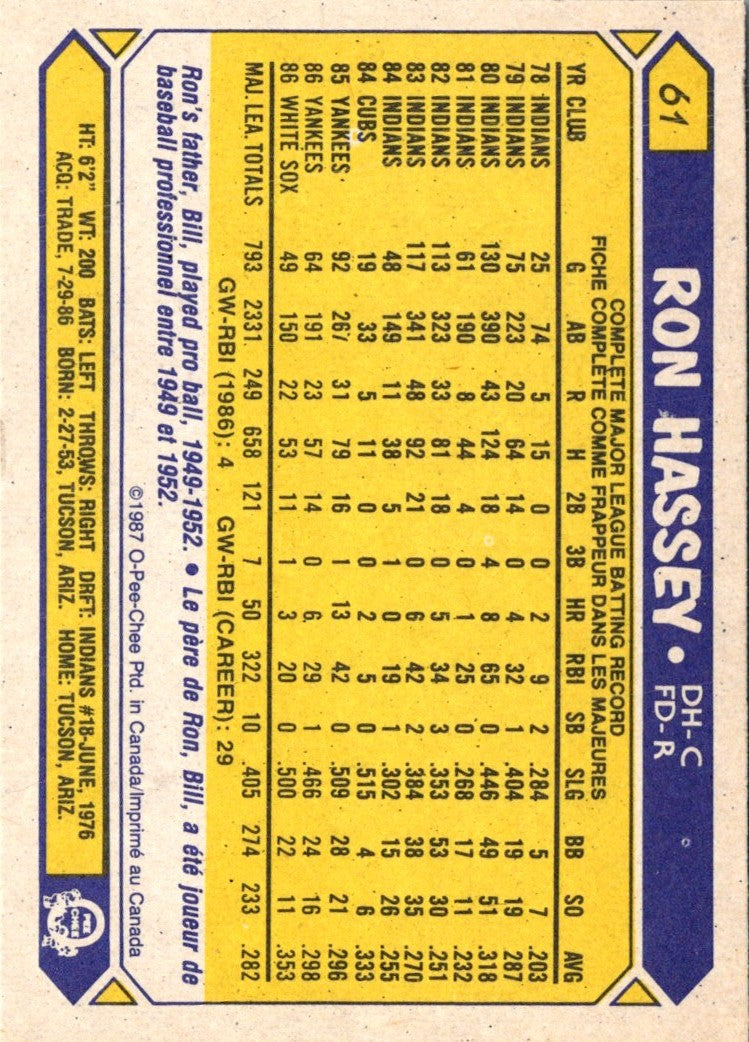 61
RON HASSEY • DH-C
FD-R
COMPLETE MAJOR LEAGUE BATTING RECORD
FICHE COMPLÈTE COMME FRAPPEUR DANS LES MAJEURES
YR CLUB G AB R H 2B 3B HR RBI SB SLG BB SO AVG
78 INDIANS 25 74 5 15 0 0 2 9 2 .284 5 7 .203
79 INDIANS 75 223 20 64 14 0 4 32 1 .404 19 19 .287
80 INDIANS 130 390 43 124 18 4 8 65 0 .446 49 51 .318
81 INDIANS 61 190 8 44 4 0 1 25 0 .268 17 11 .232
82 INDIANS 113 323 33 81 18 0 5 34 3 .353 53 30 .251
83 INDIANS 117 341 48 92 21 0 6 42 2 .384 38 35 .270
84 INDIANS 48 149 11 38 5 1 0 19 1 .302 15 26 .255
84 CUBS 19 33 5 11 0 0 2 5 0 .515 4 6 .333
85 YANKEES 92 267 31 79 16 1 13 42 0 .509 28 21 .296
86 YANKEES 64 191 23 57 14 0 6 29 1 .466 24 16 .298
86 WHITE SOX 49 150 22 53 11 1 3 20 0 .500 22 11 .353
MAJ. LEA. TOTALS 793 2331 249 658 121 7 50 322 10 .405 274 233 .282
GW-RBI (1986): 4 GW-RBI (CAREER): 29
Ron's father, Bill, played pro ball, 1949-1952. • Le père de Ron, Bill, a été joueur de
baseball professionnel entre 1949 et 1952.
©1987 O-Pee-Chee Ptd. in Canada/Imprimé au Canada
HT: 6'2" WT: 200 BATS: LEFT THROWS: RIGHT DRFT: INDIANS #18-JUNE, 1976
ACQ: TRADE, 7-29-86 BORN: 2-27-53, TUCSON, ARIZ. HOME: TUCSON, ARIZ.
O PEE CHEE